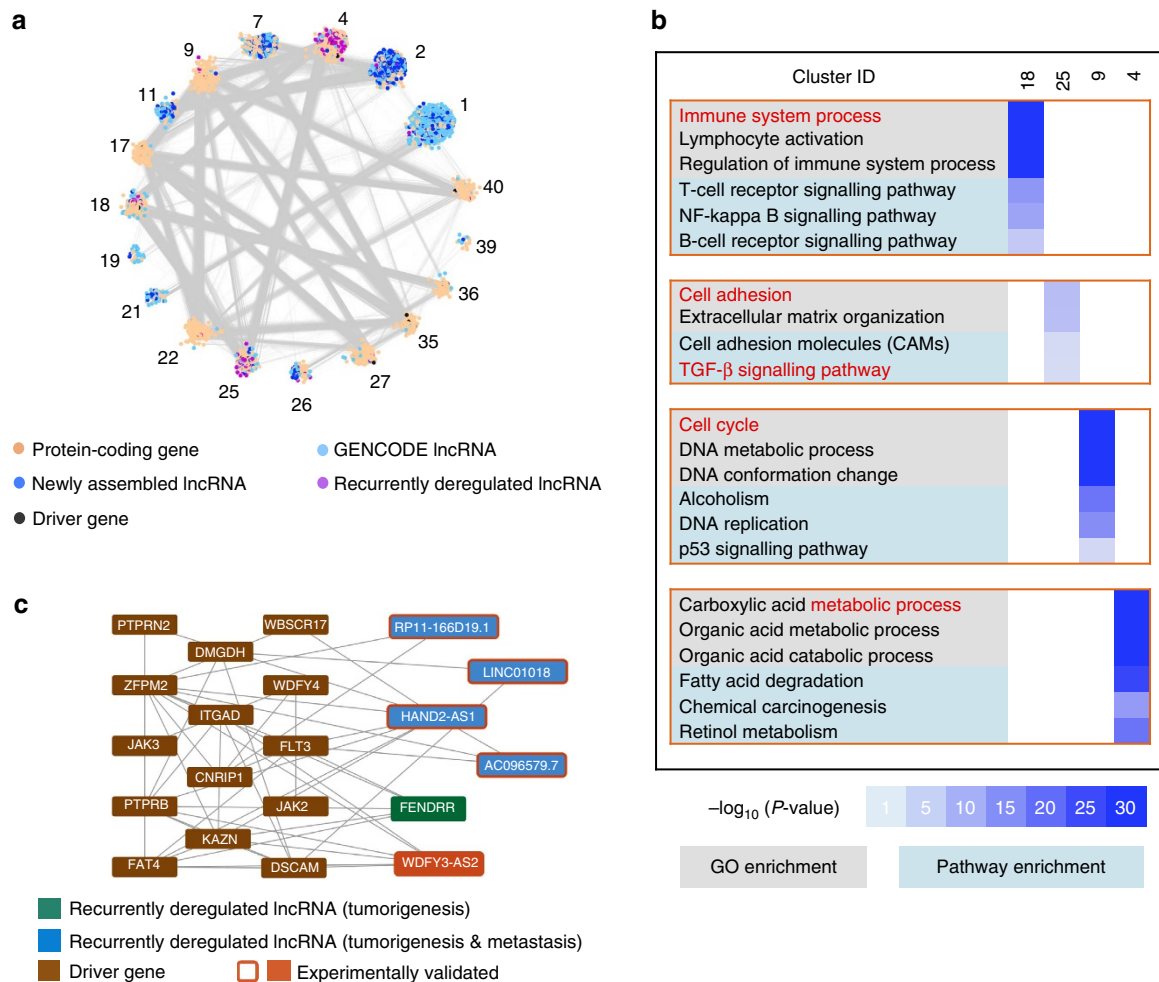 a
7
4
9
2
11
1
17
40
18
39
19
36
21
35
22
27
25
26
Protein-coding gene
GENCODE lncRNA
Newly assembled lncRNA
Recurrently deregulated lncRNA
Driver gene
b
Cluster ID
18
25
9
4
Immune system process
Lymphocyte activation
Regulation of immune system process
T-cell receptor signalling pathway
NF-kappa B signalling pathway
B-cell receptor signalling pathway
Cell adhesion
Extracellular matrix organization
Cell adhesion molecules (CAMs)
TGF-β signalling pathway
Cell cycle
DNA metabolic process
DNA conformation change
Alcoholism
DNA replication
p53 signalling pathway
Carboxylic acid metabolic process
Organic acid metabolic process
Organic acid catabolic process
Fatty acid degradation
Chemical carcinogenesis
Retinol metabolism
–log10 (P-value)
1 5 10 15 20 25 30
GO enrichment
Pathway enrichment
c
PTPRN2
WBSCR17
RP11-166D19.1
DMGDH
LINC01018
ZFPM2
WDFY4
ITGAD
HAND2-AS1
JAK3
FLT3
AC096579.7
CNRIP1
PTPRB
JAK2
FENDRR
KAZN
FAT4
DSCAM
WDFY3-AS2
Recurrently deregulated lncRNA (tumorigenesis)
Recurrently deregulated lncRNA (tumorigenesis & metastasis)
Driver gene
Experimentally validated